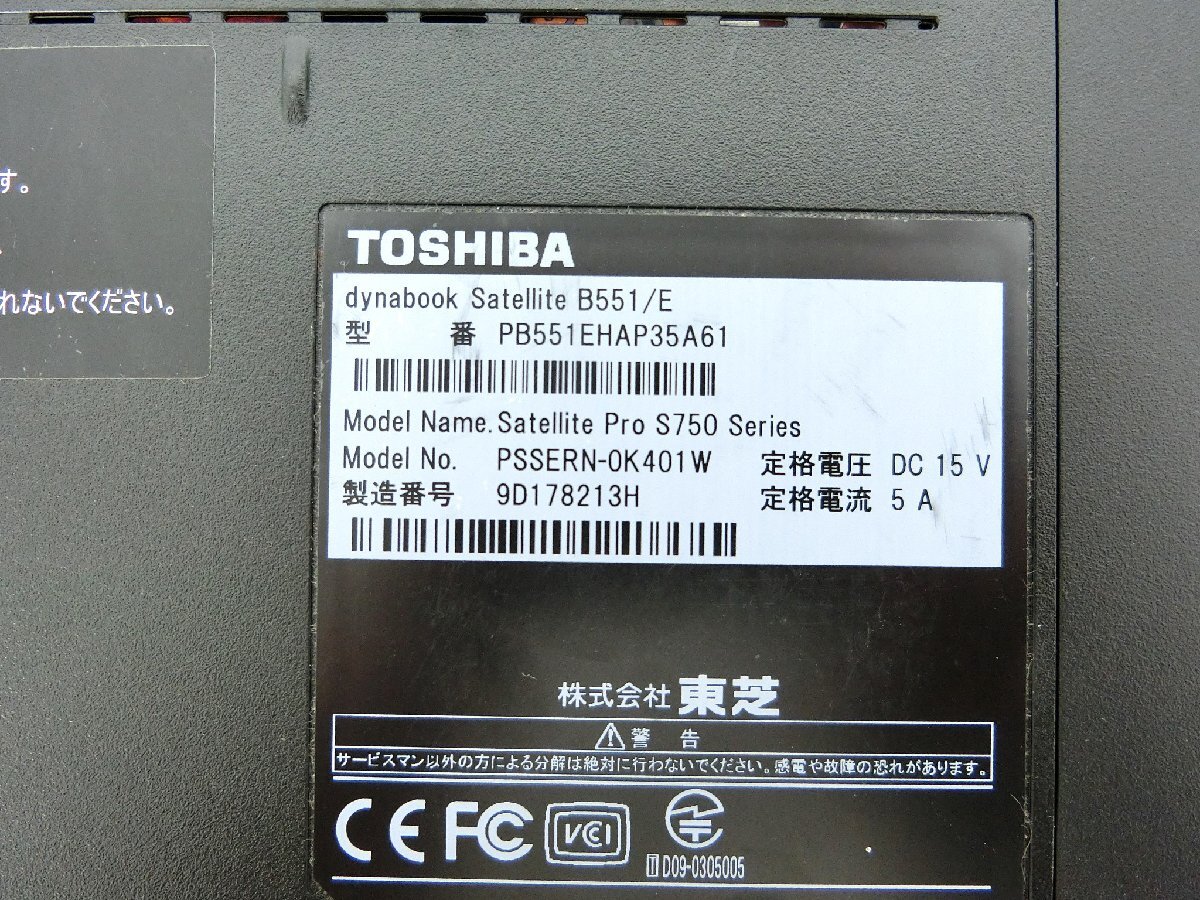 す。
れないでください。
TOSHIBA
dynabook Satellite B551/E
型 番 PB551EHAP35A61
Model Name. Satellite Pro S750 Series
Model No. PSSERN-0K401W 定格電圧 DC 15 V
製造番号 9D178213H 定格電流 5 A
株式会社 東芝
警 告
サービスマン以外の方による分解は絶対に行わないでください。感電や故障の恐れがあります。
CE FC VCCI
T D09-0305005